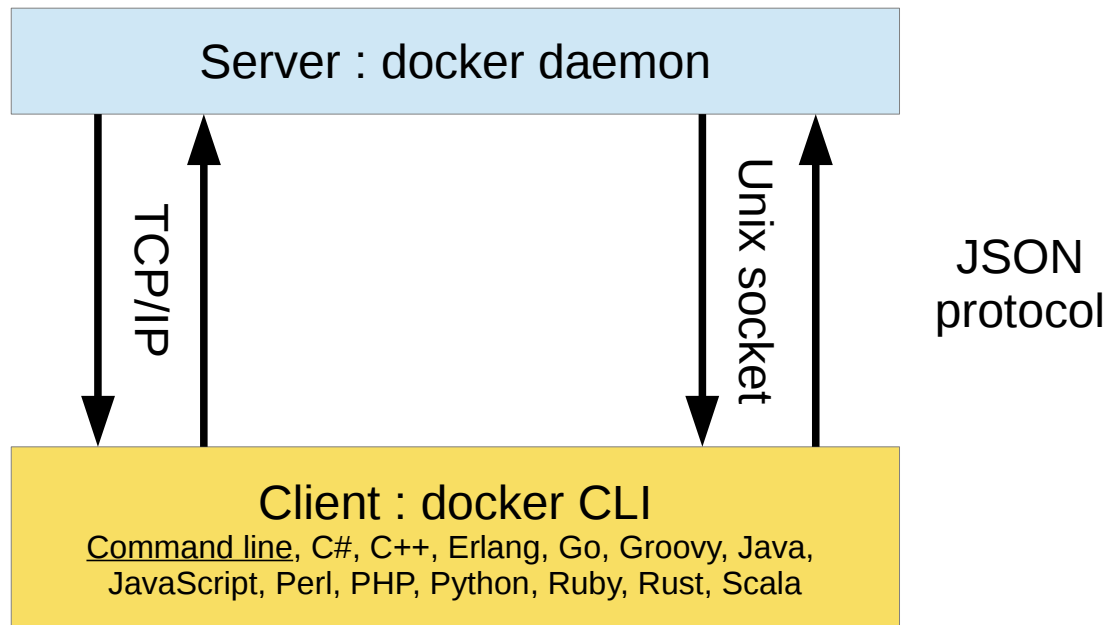 Server : docker daemon
TCP/IP
Unix socket
JSON
protocol
Client : docker CLI
Command line, C#, C++, Erlang, Go, Groovy, Java,
JavaScript, Perl, PHP, Python, Ruby, Rust, Scala